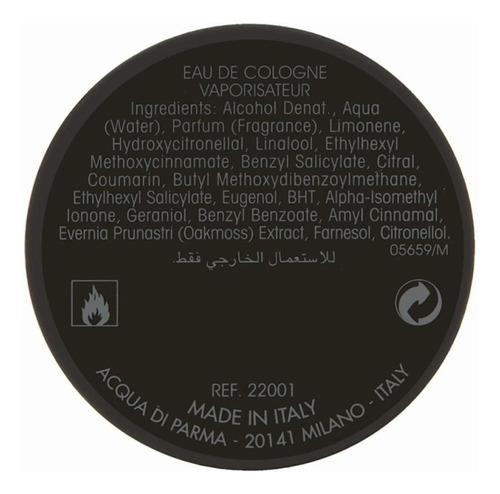 EAU DE COLOGNE
VAPORISATEUR
Ingredients: Alcohol Denat., Aqua
(Water), Parfum (Fragrance), Limonene,
Hydroxycitronellal, Linalool, Ethylhexyl
Methoxycinnamate, Benzyl Salicylate, Citral,
Coumarin, Butyl Methoxydibenzoylmethane,
Ethylhexyl Salicylate, Eugenol, BHT, Alpha-Isomethyl
Ionone, Geraniol, Benzyl Benzoate, Amyl Cinnamal,
Evernia Prunastri (Oakmoss) Extract, Farnesol, Citronellol.
05659/M
للاستعمال الخارجي فقط.
REF. 22001
MADE IN ITALY
ACQUA DI PARMA - 20141 MILANO - ITALY